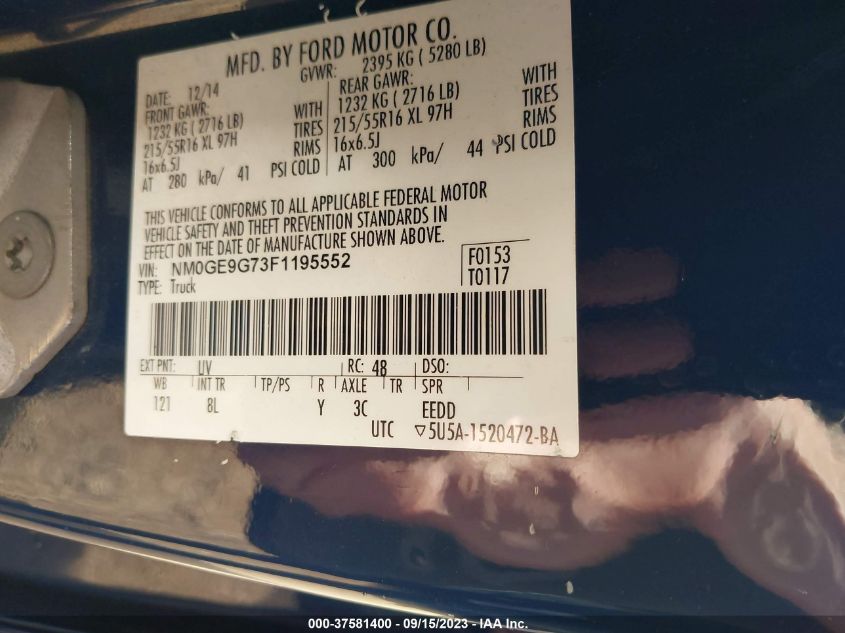 MFD. BY FORD MOTOR CO.
GVWR: 2395 KG ( 5280 LB)
DATE: 12/14
FRONT GAWR: WITH
1232 KG ( 2716 LB) TIRES
215/55R16 XL 97H RIMS
16x6.5J
AT 280 kPa/ 41 PSI COLD
REAR GAWR: WITH
1232 KG ( 2716 LB) TIRES
215/55R16 XL 97H RIMS
16x6.5J
AT 300 kPa/ 44 PSI COLD
THIS VEHICLE CONFORMS TO ALL APPLICABLE FEDERAL MOTOR
VEHICLE SAFETY AND THEFT PREVENTION STANDARDS IN
EFFECT ON THE DATE OF MANUFACTURE SHOWN ABOVE.
VIN: NM0GE9G73F1195552
F0153
TYPE: Truck
T0117
EXT PNT: LIV RC: 48 DSO:
WB INT TR TP/PS R AXLE TR SPR
121 8L Y 3C EEDD
UTC ▽5U5A-1520472-BA
000-37581400 - 09/15/2023 - IAA Inc.